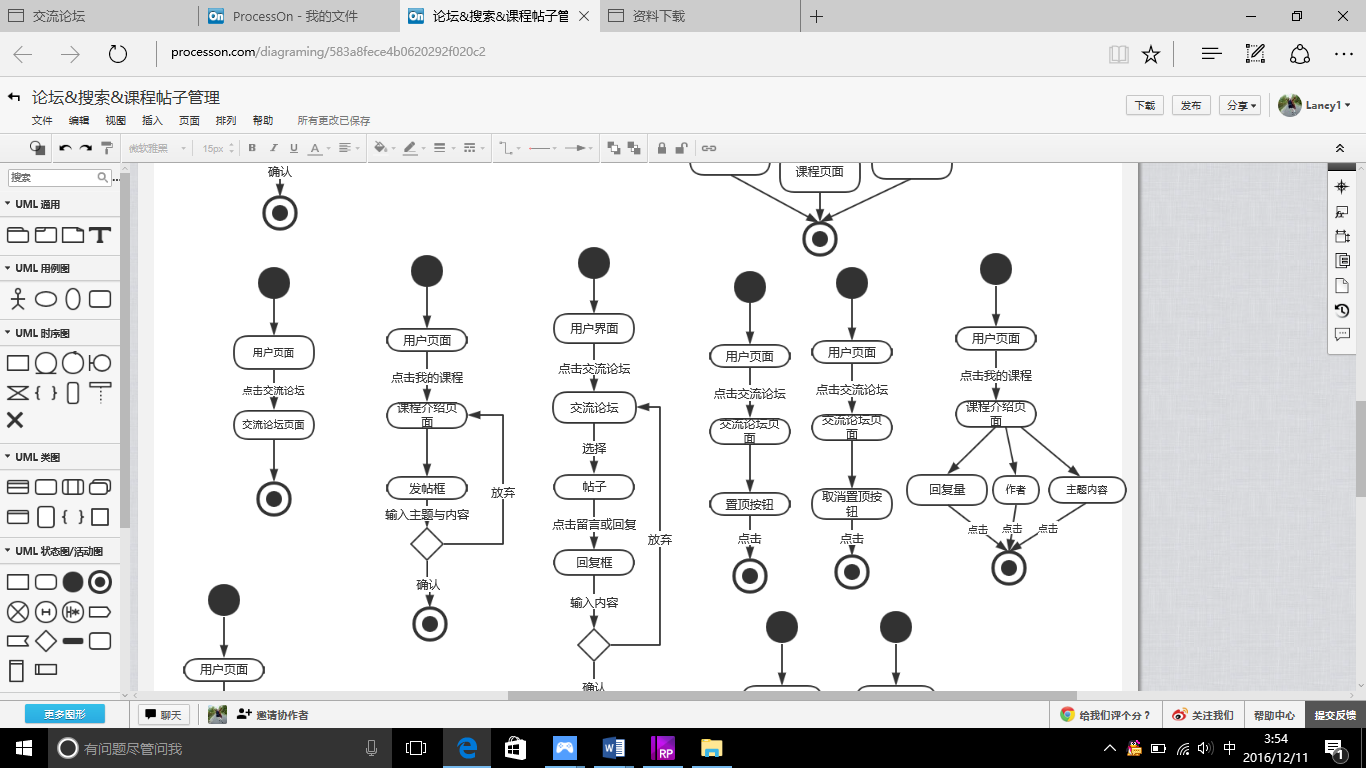 交流论坛
ProcessOn - 我的文件
论坛&搜索&课程帖子管
资料下载
processon.com/diagraming/583a8fece4b0620292f020c2
论坛&搜索&课程帖子管理
文件 编辑 视图 插入 页面 排列 帮助 所有更改已保存
下载 发布 分享 Lancy1
微软雅黑 15px B I U A
搜索 ...
UML 通用
T
UML 用例图
UML 时序图
UML 类图
UML 状态图/活动图
更多图形
确认
课程页面
用户页面
点击交流论坛
交流论坛页面
用户页面
点击我的课程
课程介绍页
面
发帖框
输入主题与内容
放弃
确认
用户界面
点击交流论坛
交流论坛
选择
帖子
点击留言或回复
回复框
输入内容
放弃
确认
用户页面
点击交流论坛
交流论坛页
面
置顶按钮
点击
用户页面
点击交流论坛
交流论坛页
面
取消置顶按
钮
点击
用户页面
点击我的课程
课程介绍页
面
回复量
作者
主题内容
点击
点击
点击
用户页面
聊天
邀请协作者
给我们评个分？
关注我们
帮助中心
提交反馈
有问题尽管问我
中
3:54
2016/12/11
1